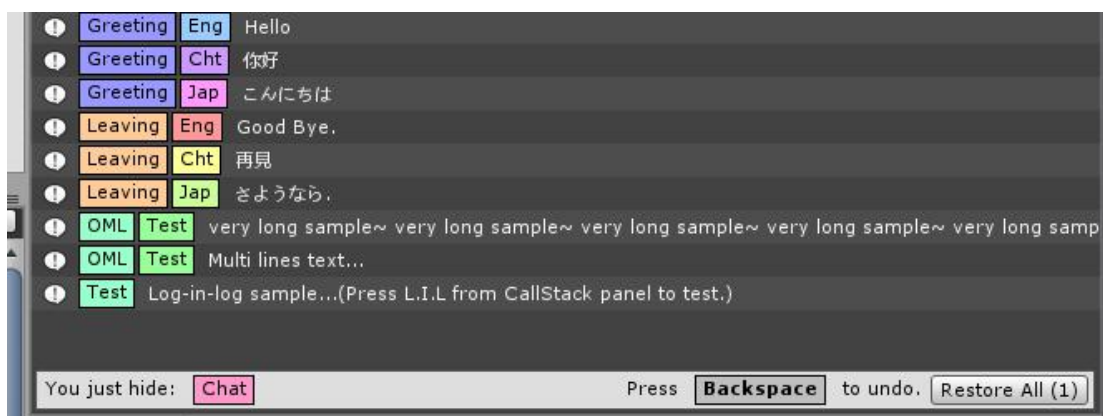 Greeting Eng Hello
Greeting Cht 你好
Greeting Jap こんにちは
Leaving Eng Good Bye.
Leaving Cht 再見
Leaving Jap さようなら.
OML Test very long sample~ very long sample~ very long sample~ very long sample~ very long samp
OML Test Multi lines text...
Test Log-in-log sample...(Press L.I.L from CallStack panel to test.)
You just hide: Chat Press Backspace to undo. Restore All (1)